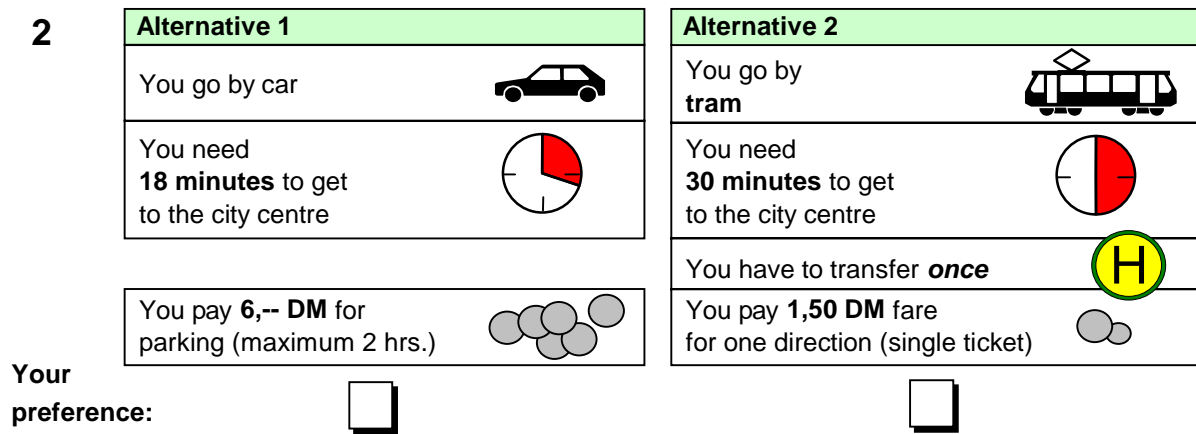 2
Alternative 1
You go by car
You need
18 minutes to get
to the city centre
You pay 6,-- DM for
parking (maximum 2 hrs.)
Alternative 2
You go by
tram
You need
30 minutes to get
to the city centre
You have to transfer once
H
You pay 1,50 DM fare
for one direction (single ticket)
Your
preference: